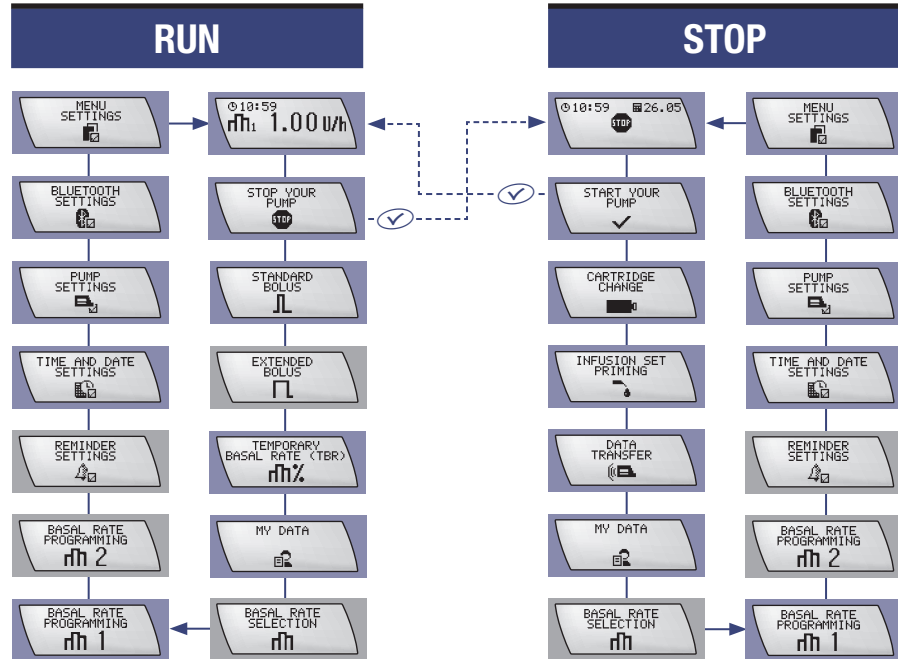 RUN
MENU
SETTINGS
BLUETOOTH
SETTINGS
PUMP
SETTINGS
TIME AND DATE
SETTINGS
REMINDER
SETTINGS
BASAL RATE
PROGRAMMING
2
BASAL RATE
PROGRAMMING
1
10:59
1 1.00 U/h
STOP YOUR
PUMP
STOP
STANDARD
BOLUS
EXTENDED
BOLUS
TEMPORARY
BASAL RATE (TBR)
%
MY DATA
BASAL RATE
SELECTION
STOP
10:59 26.05
STOP
START YOUR
PUMP
CARTRIDGE
CHANGE
INFUSION SET
PRIMING
DATA
TRANSFER
MY DATA
BASAL RATE
SELECTION
MENU
SETTINGS
BLUETOOTH
SETTINGS
PUMP
SETTINGS
TIME AND DATE
SETTINGS
REMINDER
SETTINGS
BASAL RATE
PROGRAMMING
2
BASAL RATE
PROGRAMMING
1